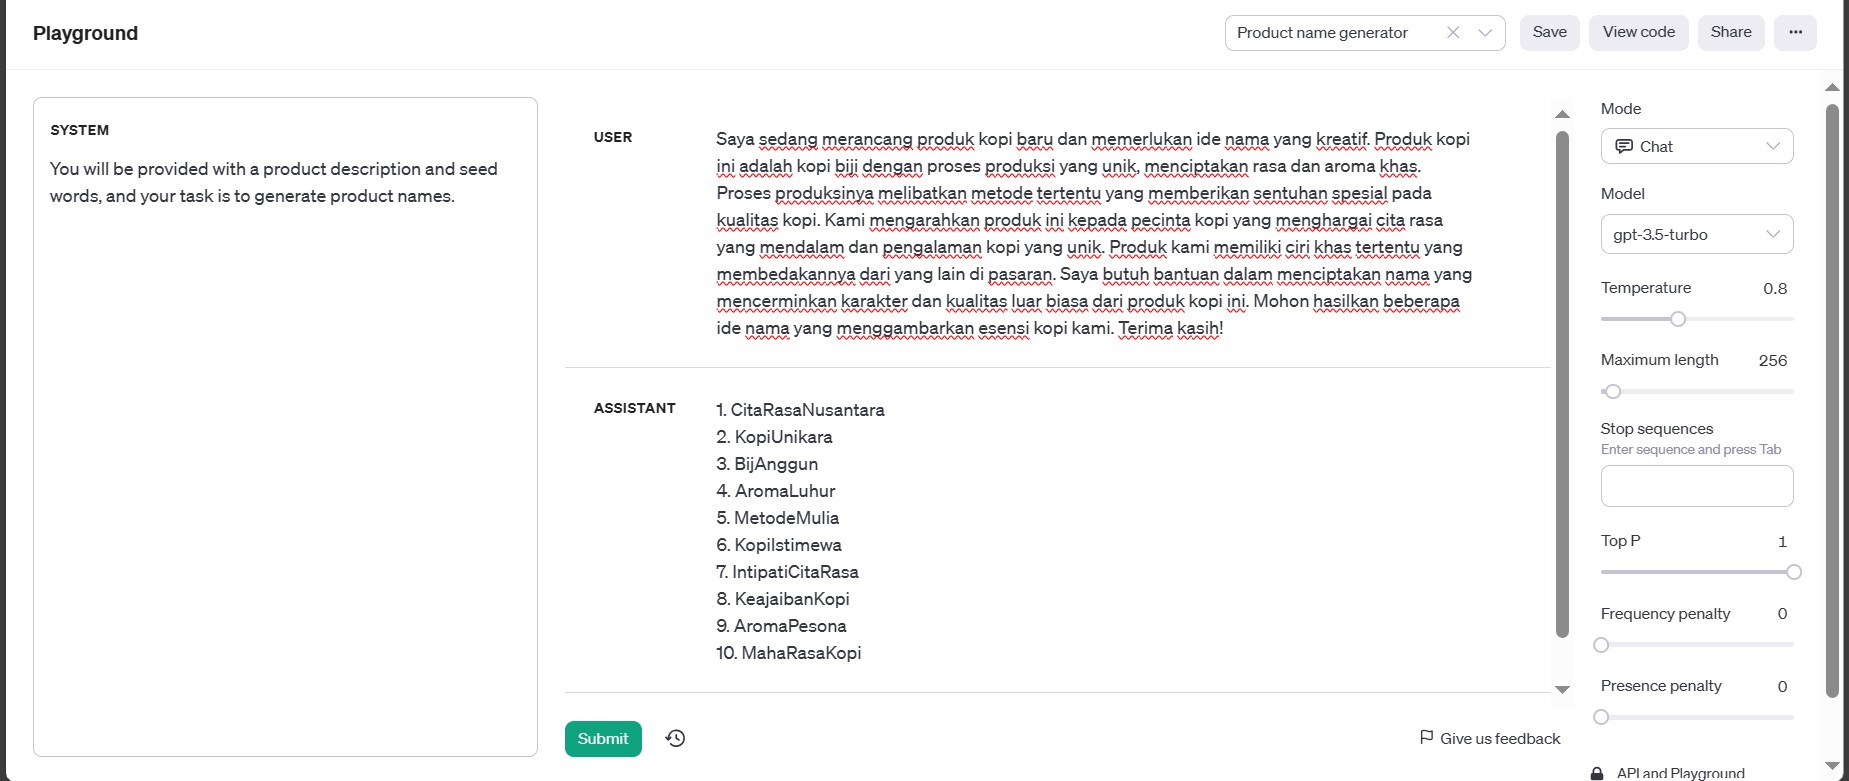 Playground
Product name generator
Save
View code
Share
SYSTEM
You will be provided with a product description and seed
words, and your task is to generate product names.
USER
Saya sedang merancang produk kopi baru dan memerlukan ide nama yang kreatif. Produk kopi
ini adalah kopi biji dengan proses produksi yang unik, menciptakan rasa dan aroma khas.
Proses produksinya melibatkan metode tertentu yang memberikan sentuhan spesial pada
kualitas kopi. Kami mengarahkan produk ini kepada pecinta kopi yang menghargai cita rasa
yang mendalam dan pengalaman kopi yang unik. Produk kami memiliki ciri khas tertentu yang
membedakannya dari yang lain di pasaran. Saya butuh bantuan dalam menciptakan nama yang
mencerminkan karakter dan kualitas luar biasa dari produk kopi ini. Mohon hasilkan beberapa
ide nama yang menggambarkan esensi kopi kami. Terima kasih!
ASSISTANT
1. CitaRasaNusantara
2. KopiUnikara
3. BijAnggun
4. AromaLuhur
5. MetodeMulia
6. KopiIstimewa
7. IntipatiCitaRasa
8. KeajaibanKopi
9. AromaPesona
10. MahaRasaKopi
Submit
Give us feedback
Mode
Chat
Model
gpt-3.5-turbo
Temperature 0.8
Maximum length 256
Stop sequences
Enter sequence and press Tab
Top P 1
Frequency penalty 0
Presence penalty 0
API and Playground